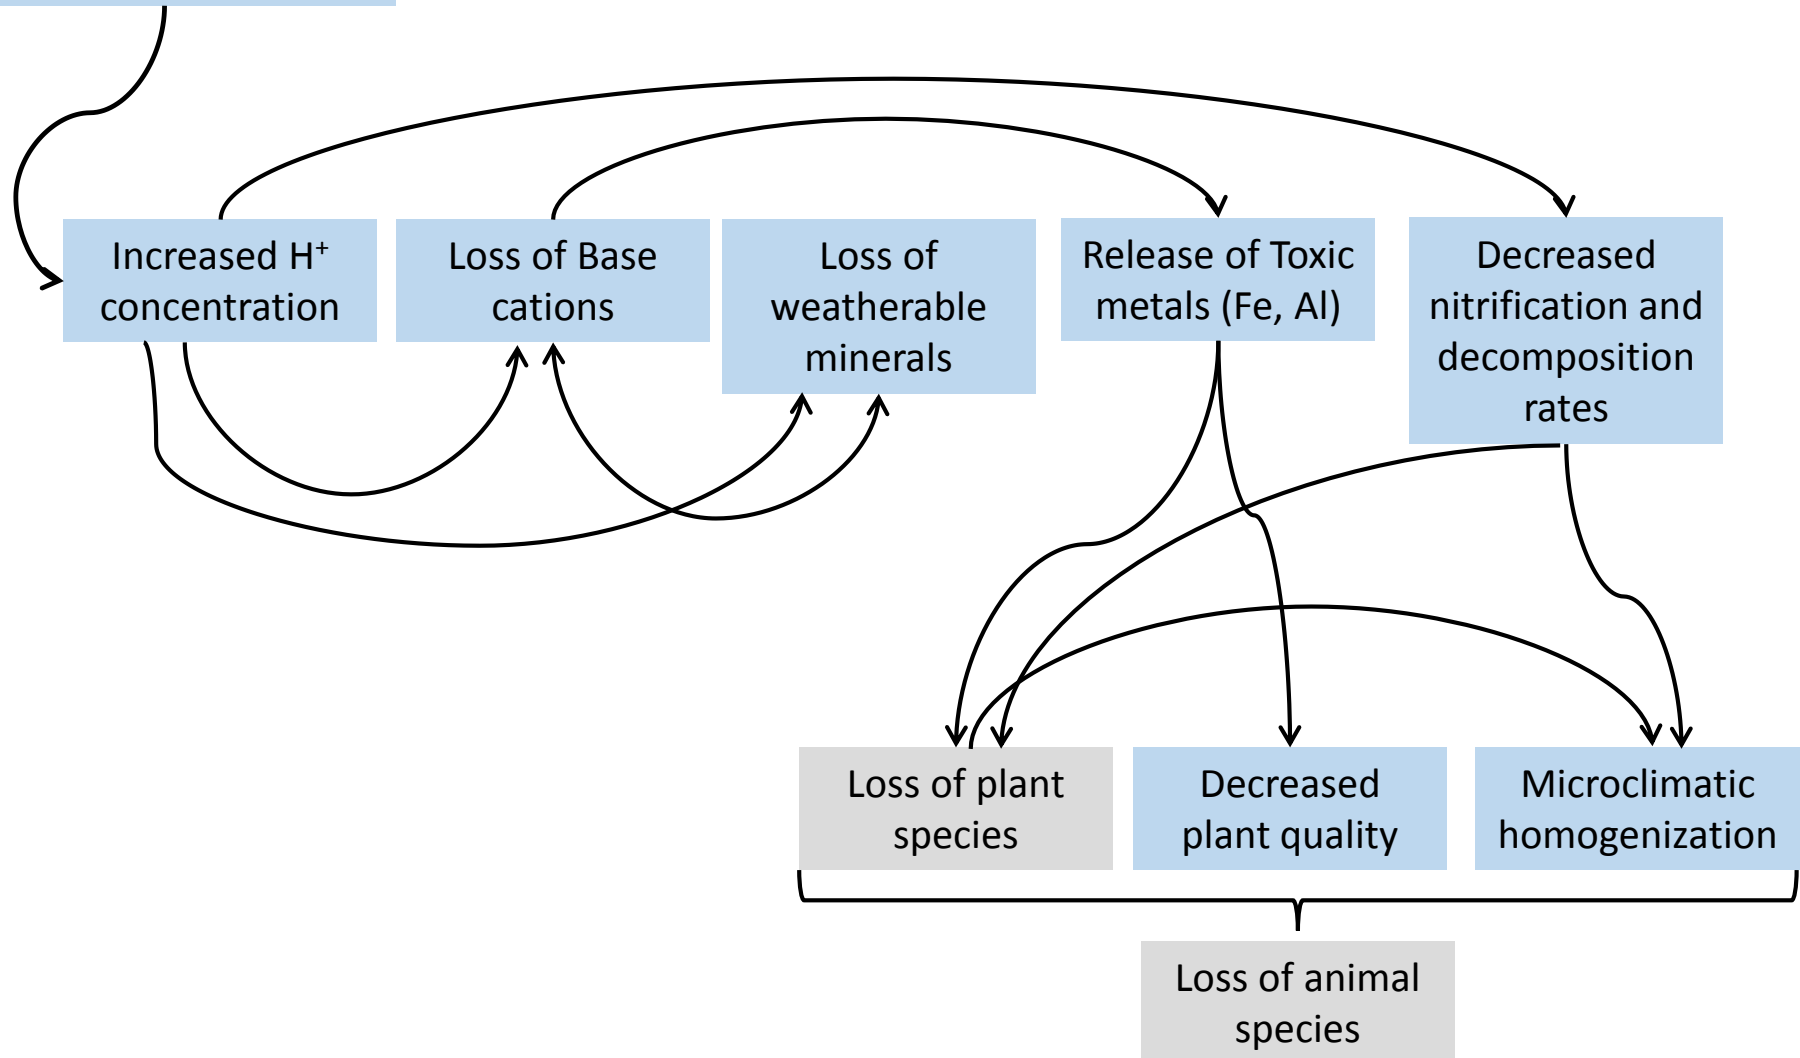 Increased H⁺
concentration
Loss of Base
cations
Loss of
weatherable
minerals
Release of Toxic
metals (Fe, Al)
Decreased
nitrification and
decomposition
rates
Loss of plant
species
Decreased
plant quality
Microclimatic
homogenization
Loss of animal
species